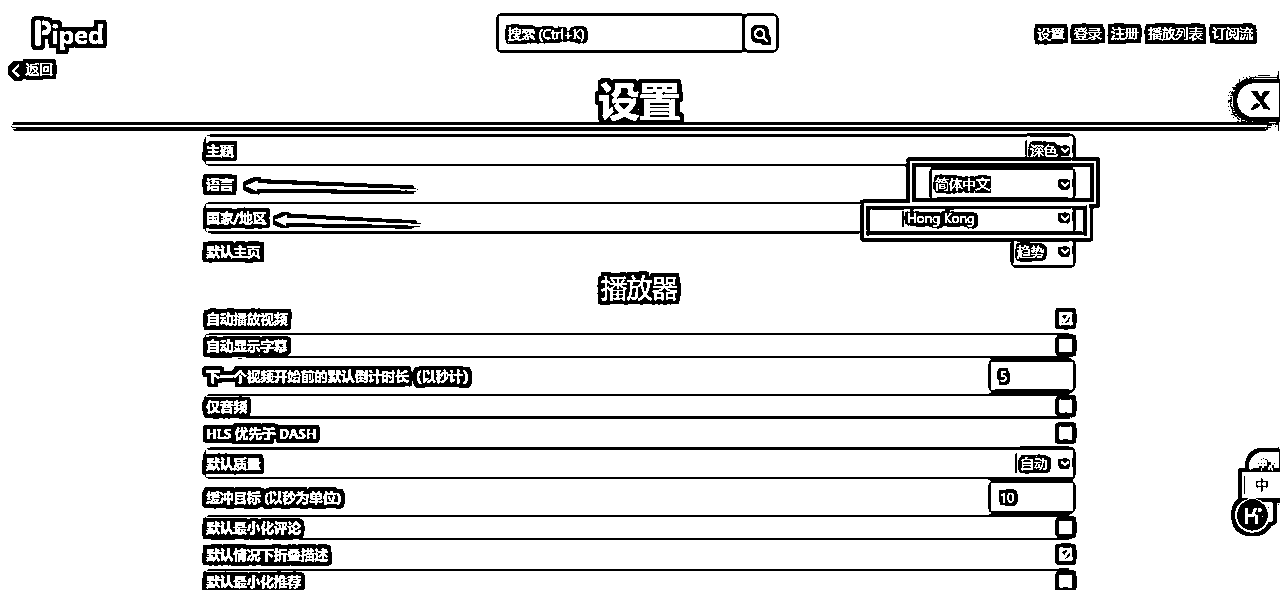 Piped
搜索 (Ctrl+K)
设置 登录 注册 播放列表 订阅流
返回
设置
X
主题 深色
语言 简体中文
国家/地区 Hong Kong
默认主页 趋势
播放器
自动播放视频
自动显示字幕
下一个视频开始前的默认倒计时长（以秒计） 5
仅音频
HLS 优先于 DASH
默认质量 自动
缓冲目标 (以秒为单位) 10
中
默认最小化评论
默认情况下折叠描述
默认最小化推荐